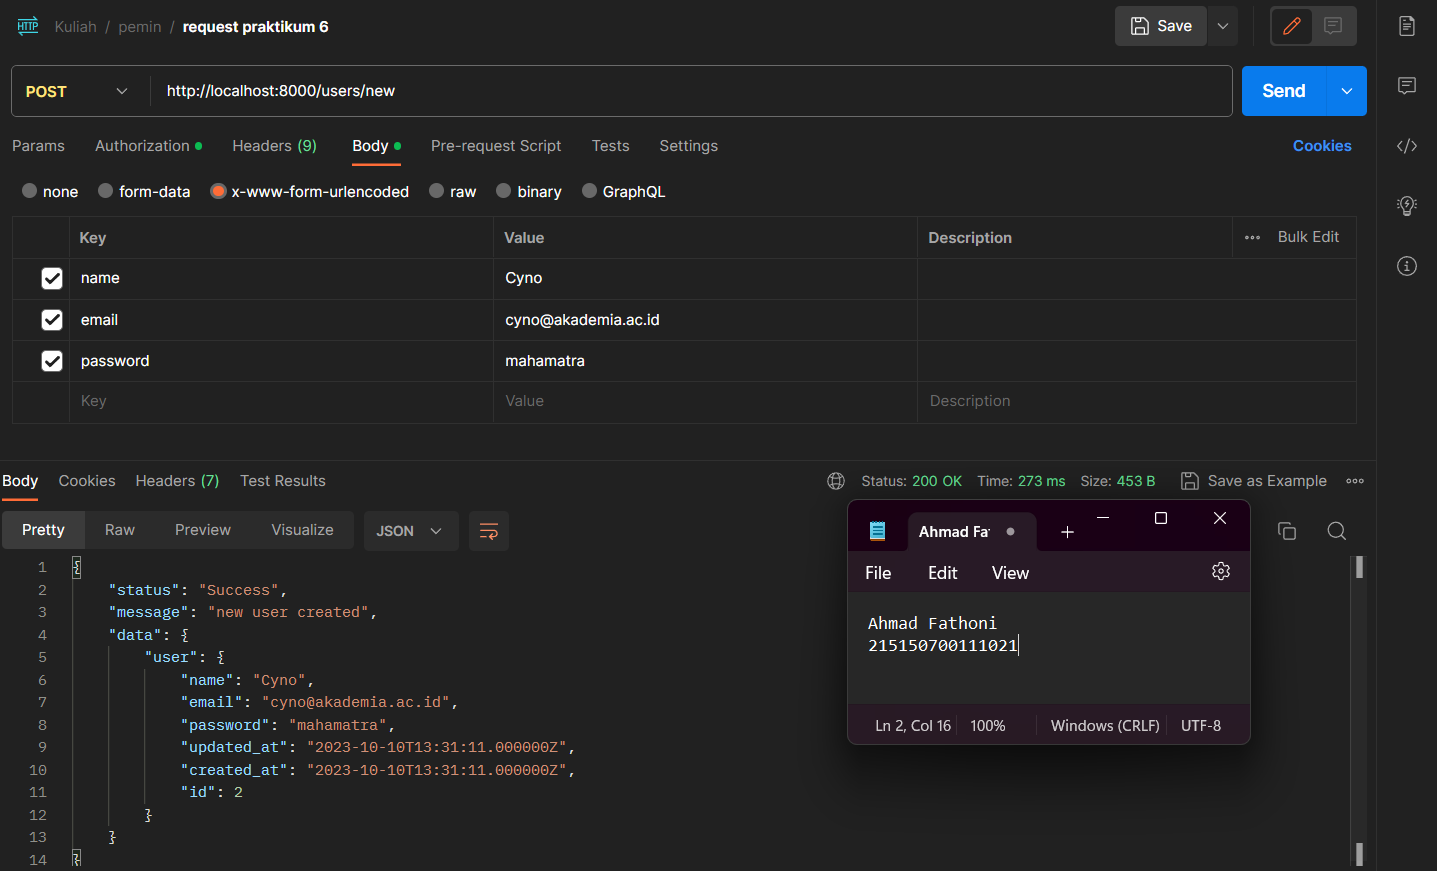 HTTP Kuliah / pemin / request praktikum 6
Save
POST http://localhost:8000/users/new
Send
Params Authorization Headers (9) Body Pre-request Script Tests Settings Cookies
none form-data x-www-form-urlencoded raw binary GraphQL
Key Value Description Bulk Edit
name Cyno
email cyno@akademia.ac.id
password mahamatra
Key Value Description
Body Cookies Headers (7) Test Results Status: 200 OK Time: 273 ms Size: 453 B Save as Example
Pretty Raw Preview Visualize JSON
1 {
2 "status": "Success",
3 "message": "new user created",
4 "data": {
5 "user": {
6 "name": "Cyno",
7 "email": "cyno@akademia.ac.id",
8 "password": "mahamatra",
9 "updated_at": "2023-10-10T13:31:11.000000Z",
10 "created_at": "2023-10-10T13:31:11.000000Z",
11 "id": 2
12 }
13 }
14 }
Ahmad Fat
File Edit View
Ahmad Fathoni
215150700111021
Ln 2, Col 16 100% Windows (CRLF) UTF-8